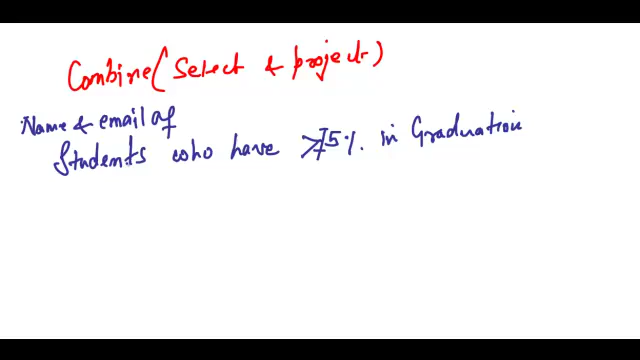 Combine(Select & project)
Name & email of
Students who have >75% in Graduation